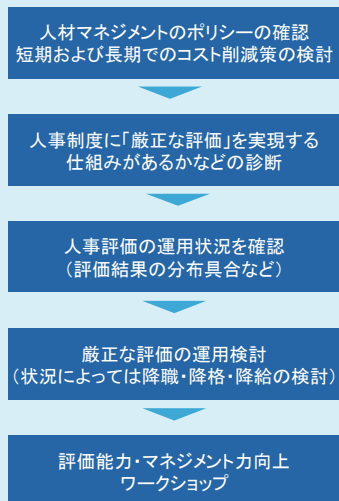 人材マネジメントのポリシーの確認
短期および長期でのコスト削減策の検討
人事制度に「厳正な評価」を実現する
仕組みがあるかなどの診断
人事評価の運用状況を確認
(評価結果の分布具合など)
厳正な評価の運用検討
(状況によっては降職・降格・降給の検討)
評価能力・マネジメント力向上
ワークショップ